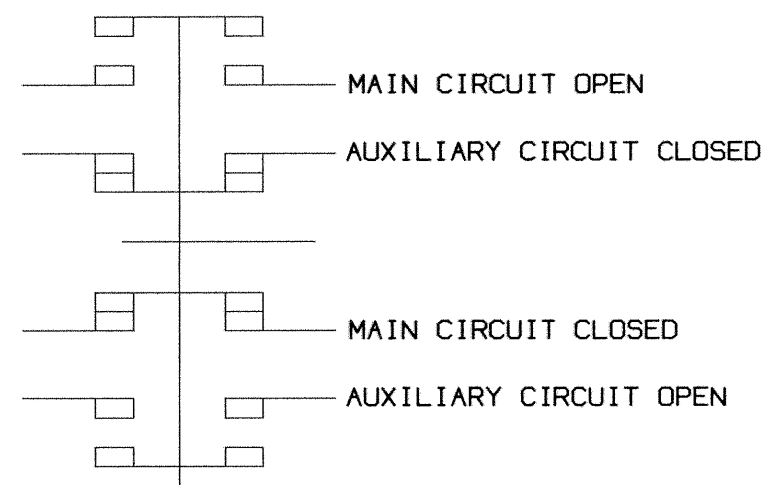 MAIN CIRCUIT OPEN
AUXILIARY CIRCUIT CLOSED
MAIN CIRCUIT CLOSED
AUXILIARY CIRCUIT OPEN